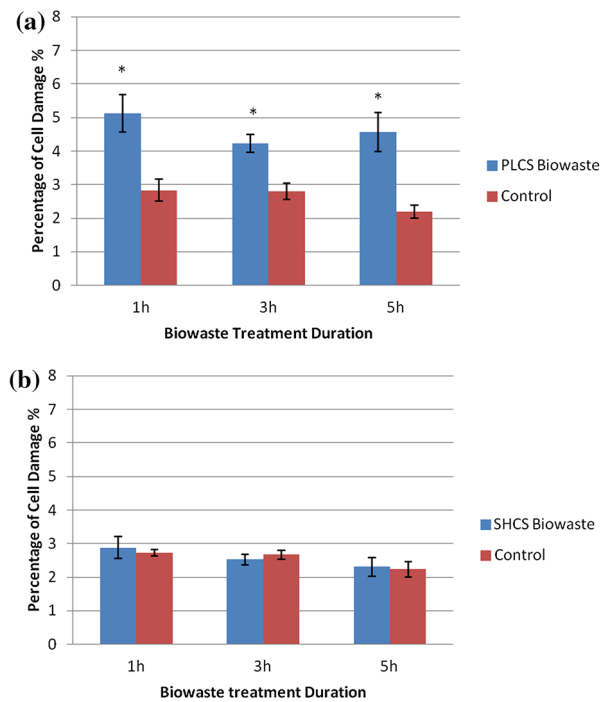 (a)
Percentage of Cell Damage %
8
7
6
5
4
3
2
1
0
*
*
*
1h
3h
5h
Biowaste Treatment Duration
PLCS Biowaste
Control
(b)
Percentage of Cell Damage %
8
7
6
5
4
3
2
1
0
1h
3h
5h
Biowaste treatment Duration
SHCS Biowaste
Control